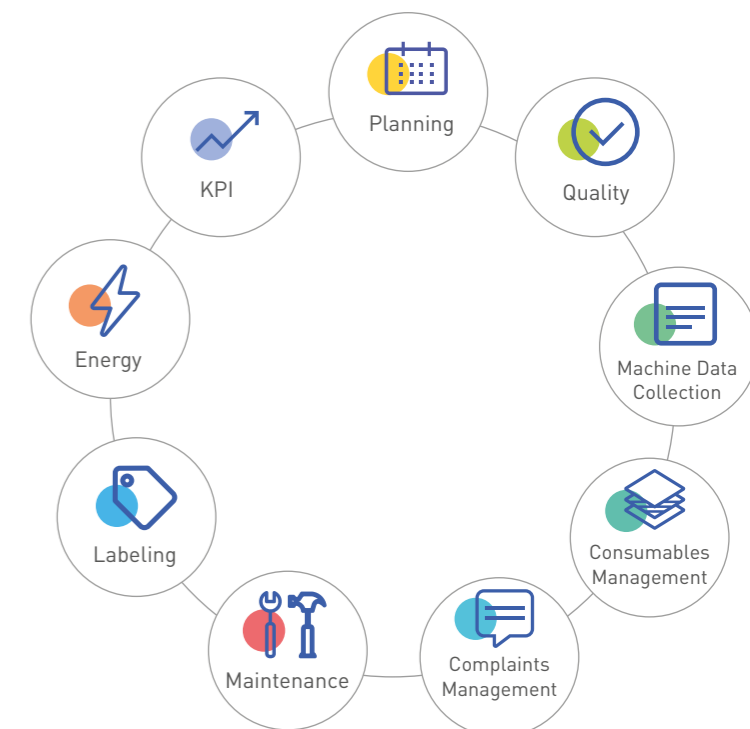 Planning
Quality
Machine Data
Collection
Consumables
Management
Complaints
Management
Maintenance
Labeling
Energy
KPI